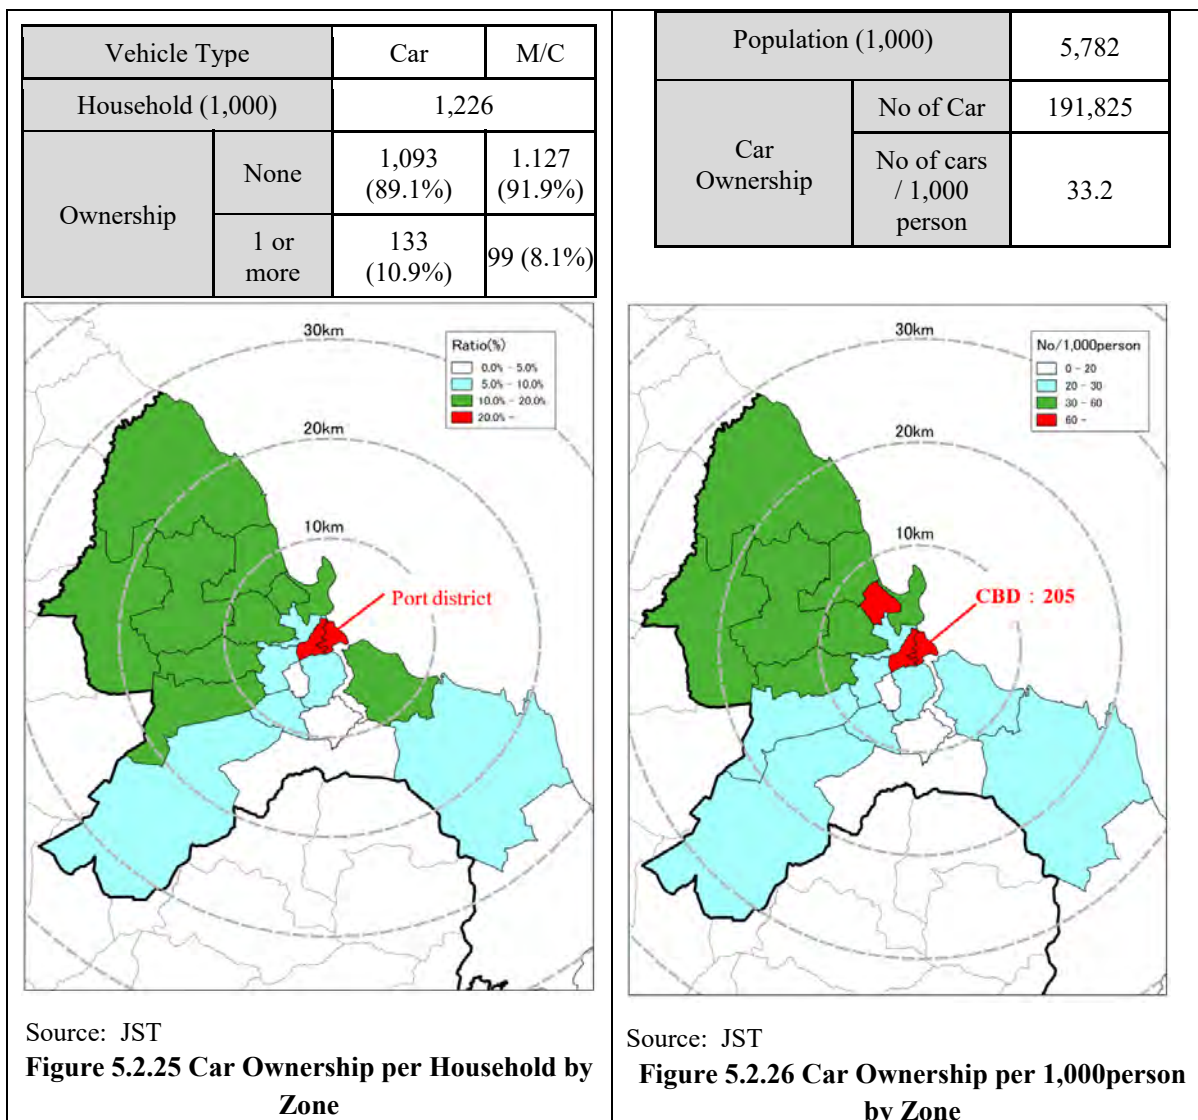 Vehicle Type Car M/C
Household (1,000) 1,226
Ownership
None
1,093
(89.1%)
1.127
(91.9%)
1 or
more
133
(10.9%)
99 (8.1%)
30km
20km
10km
Ratio(%)
0.0% - 5.0%
5.0% - 10.0%
10.0% - 20.0%
20.0% -
Port district
Source: JST
Figure 5.2.25 Car Ownership per Household by
Zone
Population (1,000) 5,782
Car
Ownership
No of Car 191,825
No of cars
/ 1,000
person
33.2
30km
20km
10km
No/1,000person
0 - 20
20 - 30
30 - 60
60 -
CBD : 205
Source: JST
Figure 5.2.26 Car Ownership per 1,000person
by Zone